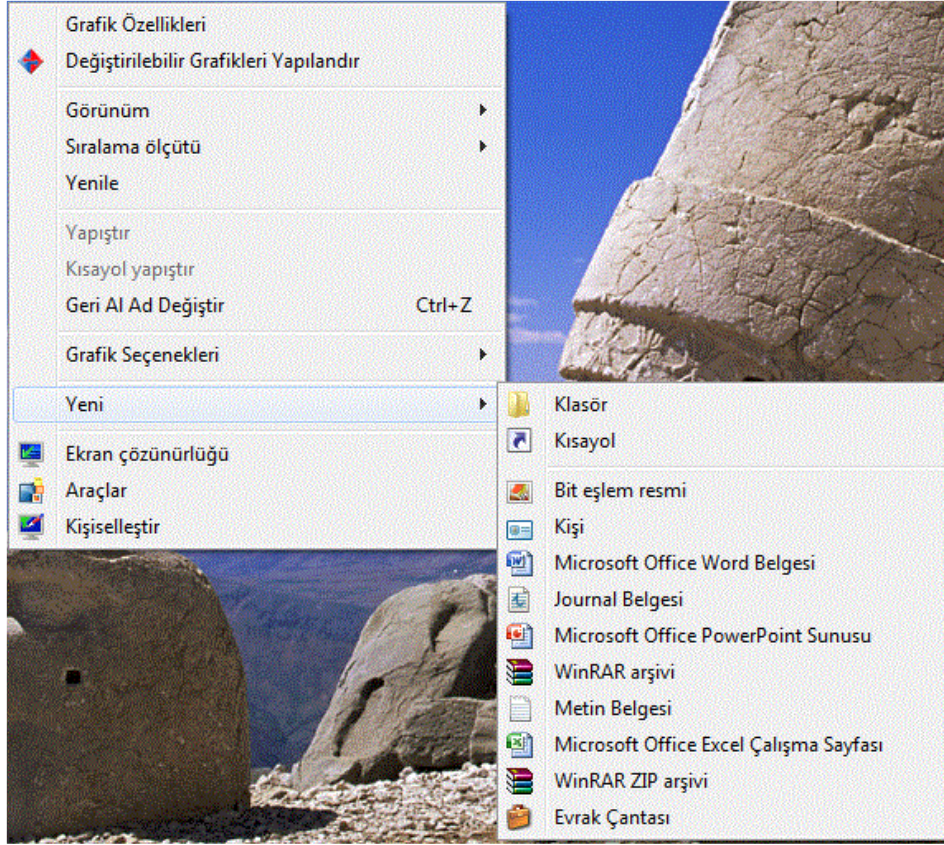 Grafik Özellikleri
Değiştirilebilir Grafikleri Yapılandır
Görünüm
Sıralama ölçütü
Yenile
Yapıştır
Kısayol yapıştır
Geri Al Ad Değiştir Ctrl+Z
Grafik Seçenekleri
Yeni
Ekran çözünürlüğü
Araçlar
Kişiselleştir
Klasör
Kısayol
Bit eşlem resmi
Kişi
Microsoft Office Word Belgesi
Journal Belgesi
Microsoft Office PowerPoint Sunusu
WinRAR arşivi
Metin Belgesi
Microsoft Office Excel Çalışma Sayfası
WinRAR ZIP arşivi
Evrak Çantası